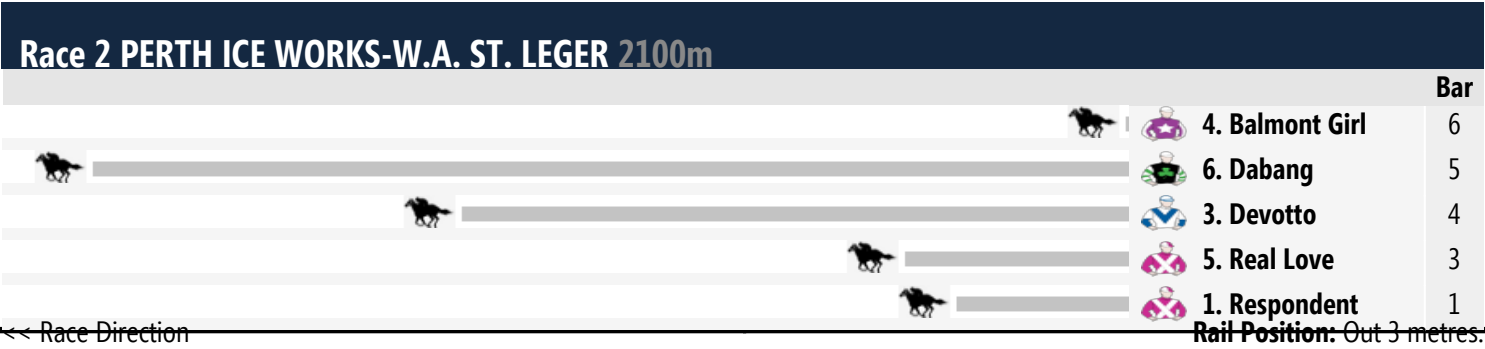 Race 2 PERTH ICE WORKS-W.A. ST. LEGER 2100m
Bar
4. Balmont Girl 6
6. Dabang 5
3. Devotto 4
5. Real Love 3
1. Respondent 1
<< Race Direction Rail Position: Out 3 metres.